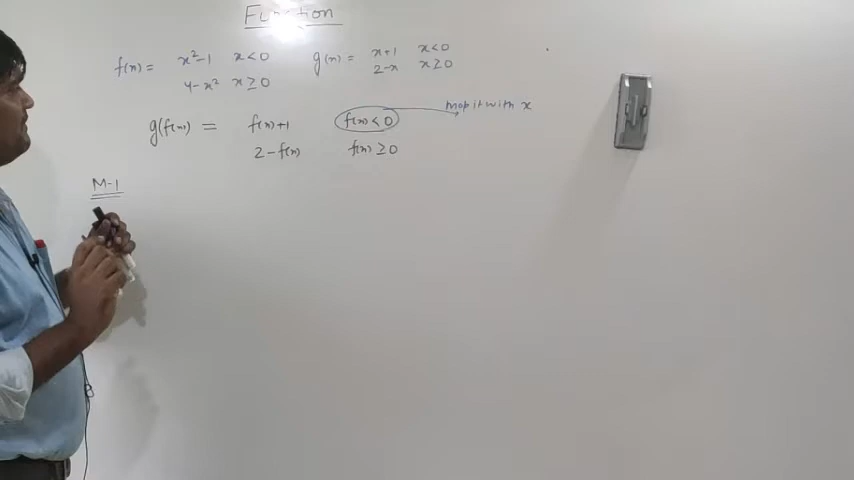 Function
f(x) = x²-1 x<0 g(x) = x+1 x<0
4-x² x≥0 2-x x≥0
g(f(x)) = f(x)+1 f(x)<0 map it with x
2-f(x) f(x)≥0
M-1